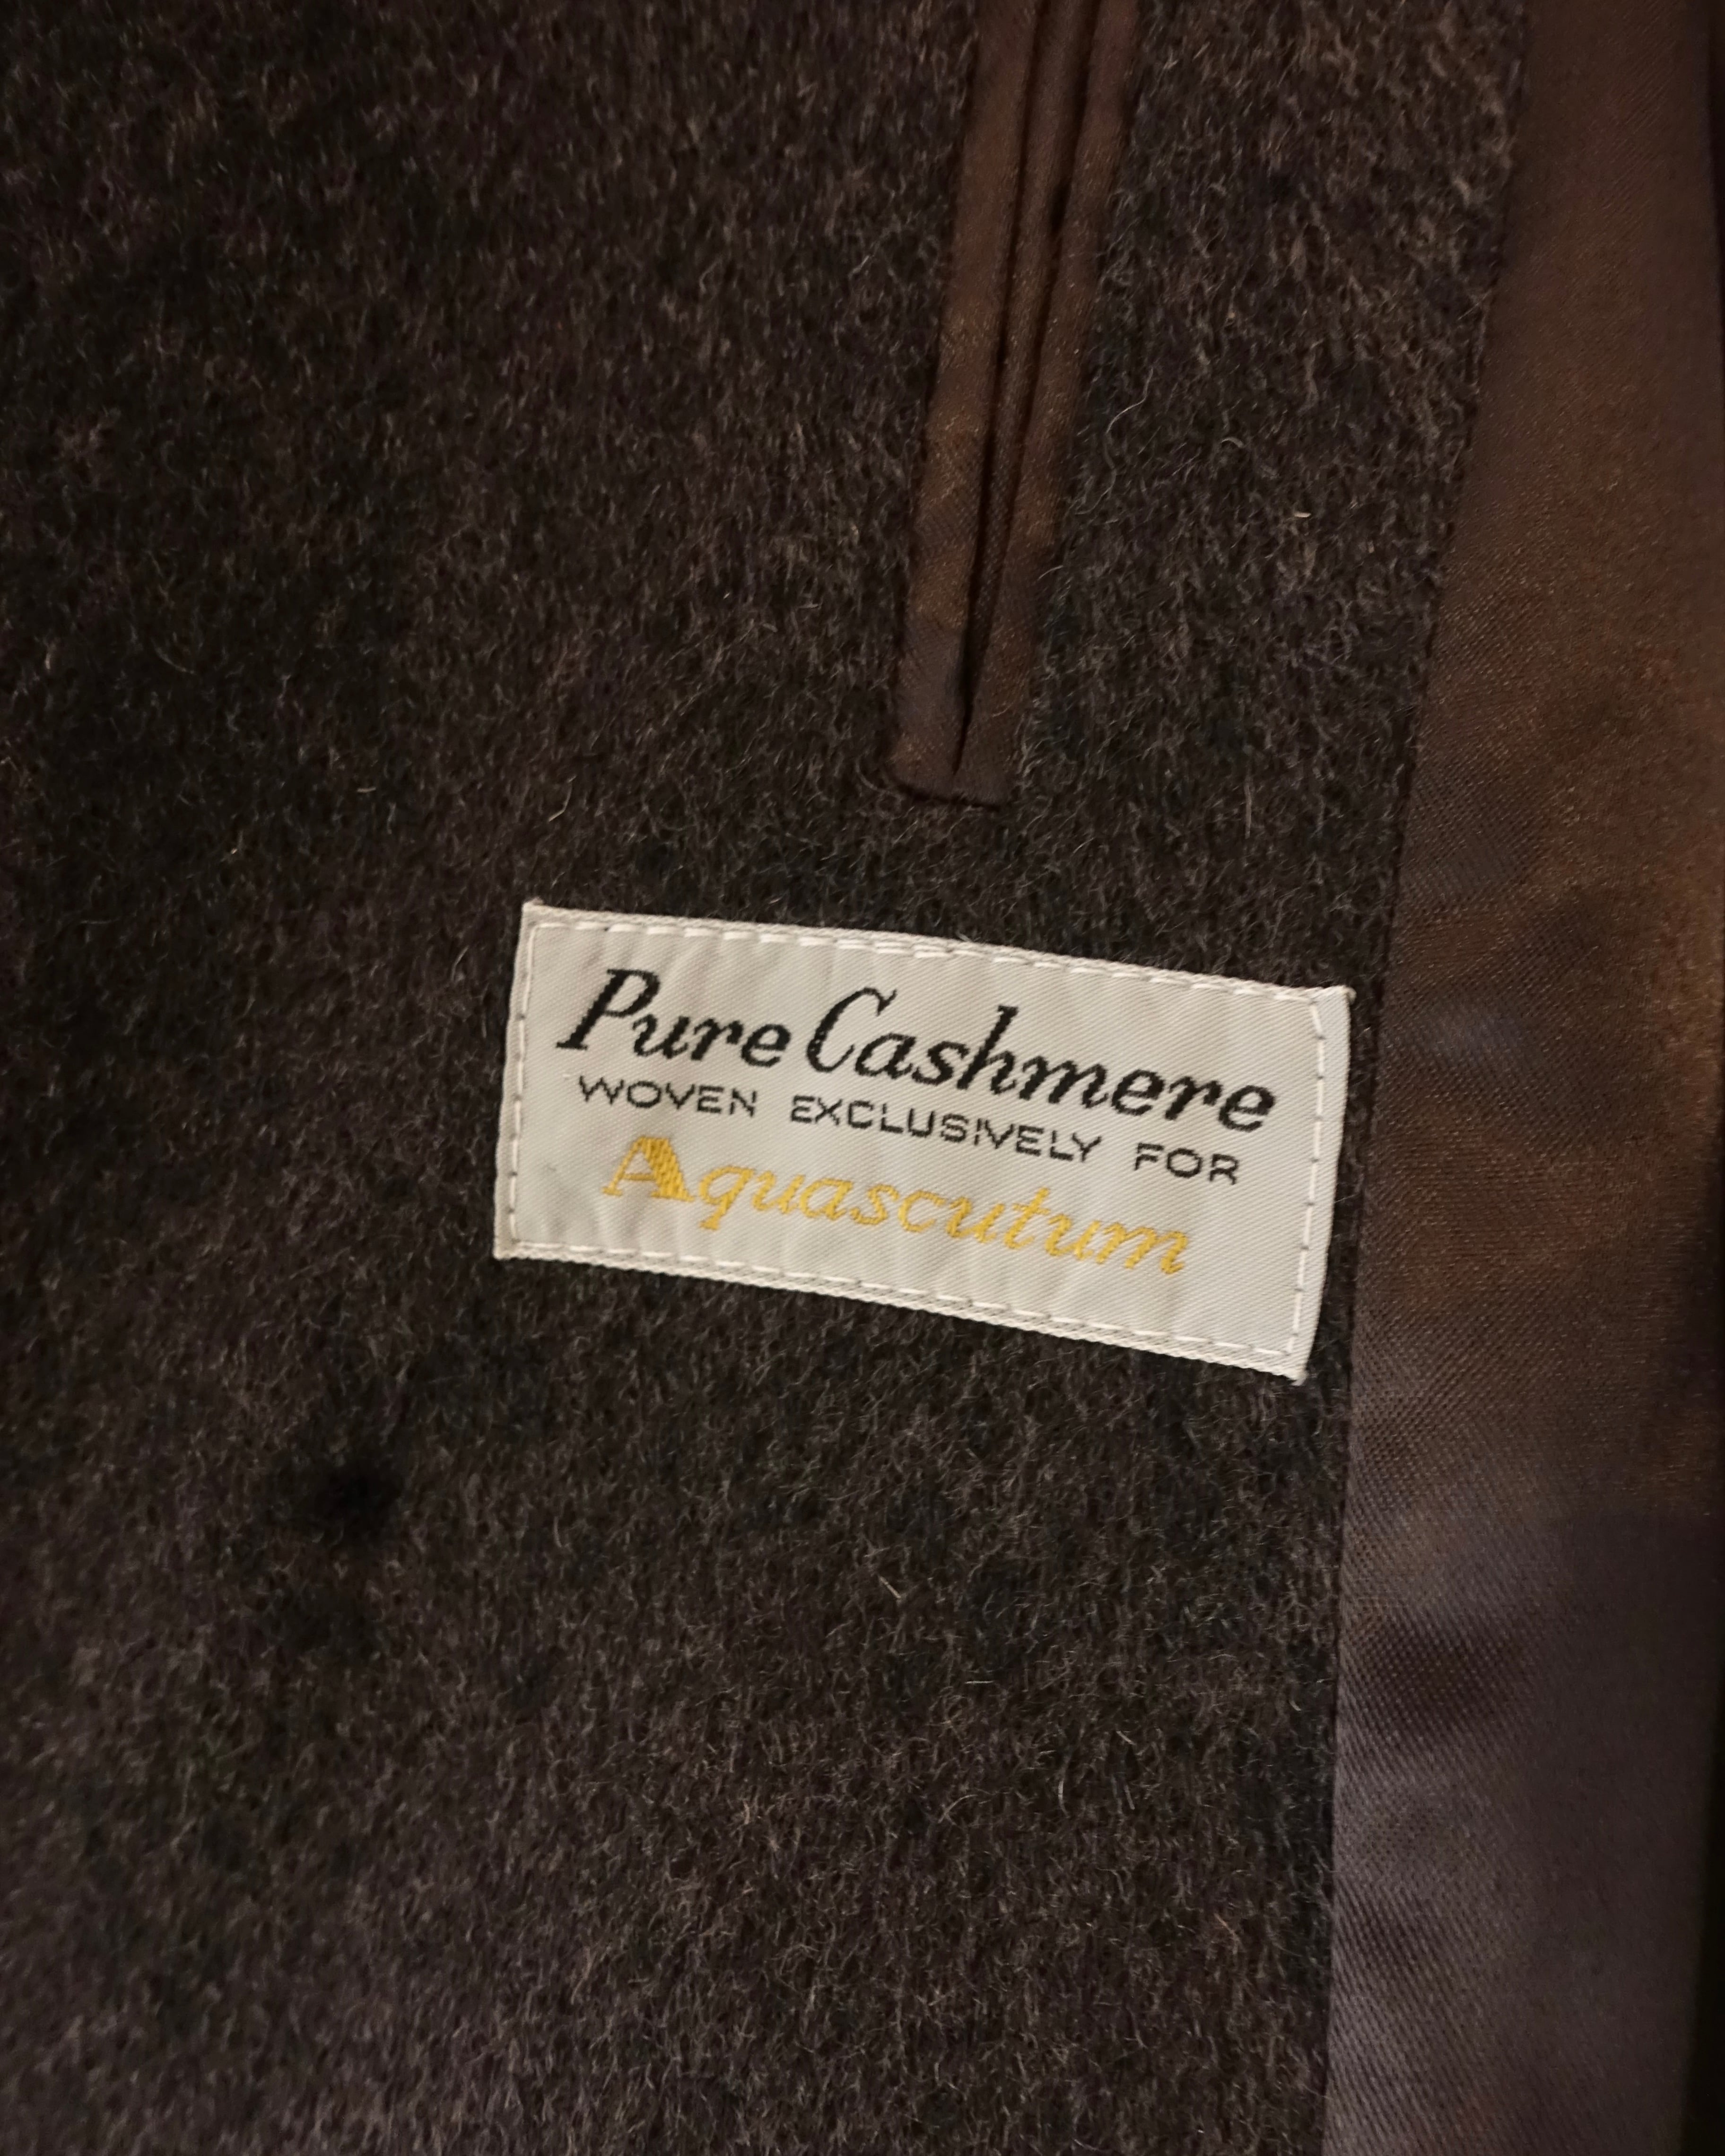 Pure Cashmere
WOVEN EXCLUSIVELY FOR
Aquascutum